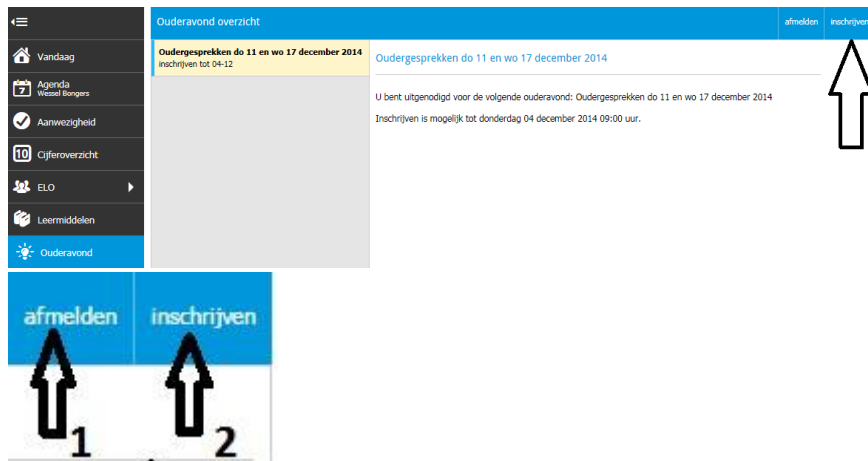 Ouderavond overzicht
afmelden
inschrijven
Vandaag
7
Agenda
Wessel Bongers
Aanwezigheid
10
Cijferoverzicht
ELO
Leermiddelen
Ouderavond
Oudergesprekken do 11 en wo 17 december 2014
inschrijven tot 04-12
Oudergesprekken do 11 en wo 17 december 2014
U bent uitgenodigd voor de volgende ouderavond: Oudergesprekken do 11 en wo 17 december 2014
Inschrijven is mogelijk tot donderdag 04 december 2014 09:00 uur.
afmelden
inschrijven
1
2